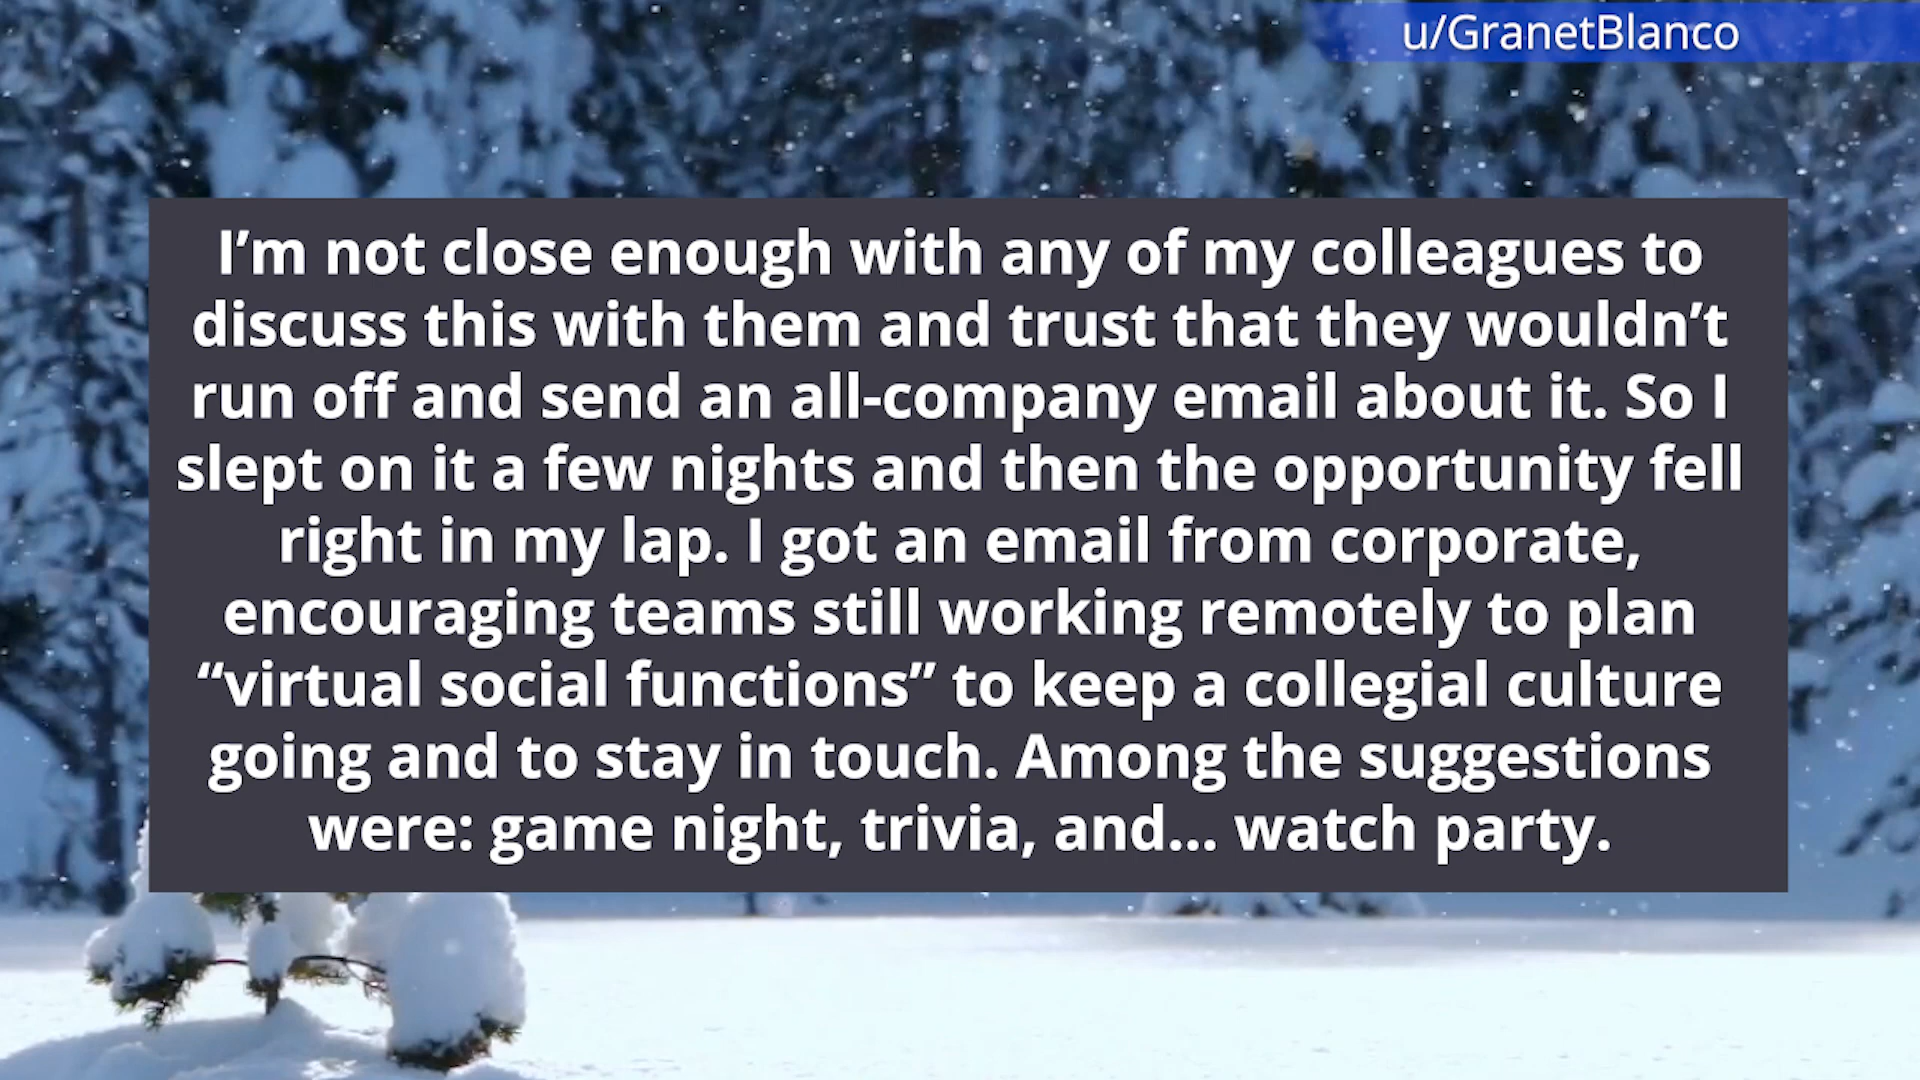 u/GranetBlanco
I’m not close enough with any of my colleagues to
discuss this with them and trust that they wouldn’t
run off and send an all-company email about it. So I
slept on it a few nights and then the opportunity fell
right in my lap. I got an email from corporate,
encouraging teams still working remotely to plan
“virtual social functions” to keep a collegial culture
going and to stay in touch. Among the suggestions
were: game night, trivia, and... watch party.